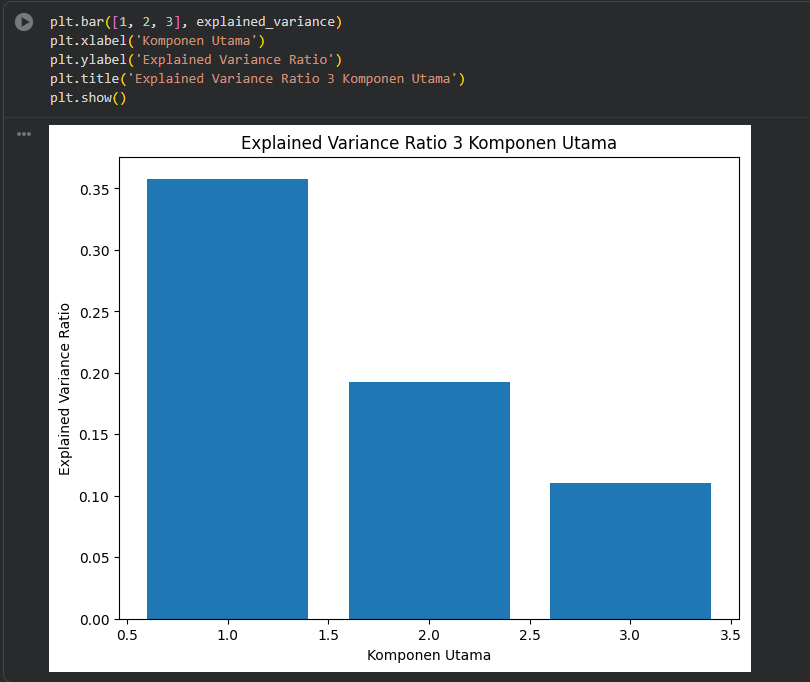 plt.bar([1, 2, 3], explained_variance)
plt.xlabel('Komponen Utama')
plt.ylabel('Explained Variance Ratio')
plt.title('Explained Variance Ratio 3 Komponen Utama')
plt.show()
Explained Variance Ratio 3 Komponen Utama
Explained Variance Ratio
0.35
0.30
0.25
0.20
0.15
0.10
0.05
0.00
0.5 1.0 1.5 2.0 2.5 3.0 3.5
Komponen Utama